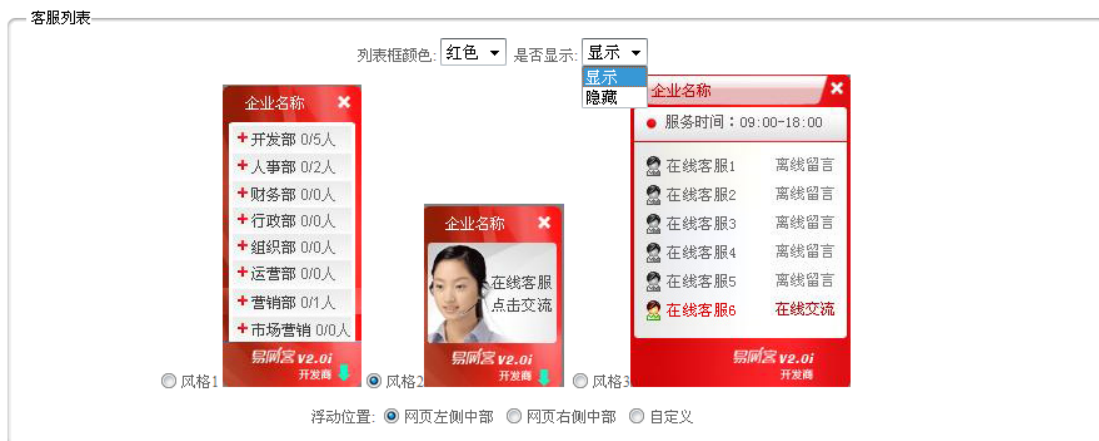 客服列表
列表框颜色: 红色 是否显示: 显示
显示
隐藏
企业名称
开发部 0/5人
人事部 0/2人
财务部 0/0人
行政部 0/0人
组织部 0/0人
运营部 0/0人
营销部 0/1人
市场营销 0/0人
易网客 V2.0i
开发商
风格1
企业名称
在线客服
点击交流
易网客 V2.0i
开发商
风格2
企业名称
服务时间：09:00-18:00
在线客服1 离线留言
在线客服2 离线留言
在线客服3 离线留言
在线客服4 离线留言
在线客服5 离线留言
在线客服6 在线交流
易网客 V2.0i
开发商
风格3
浮动位置: 网页左侧中部 网页右侧中部 自定义